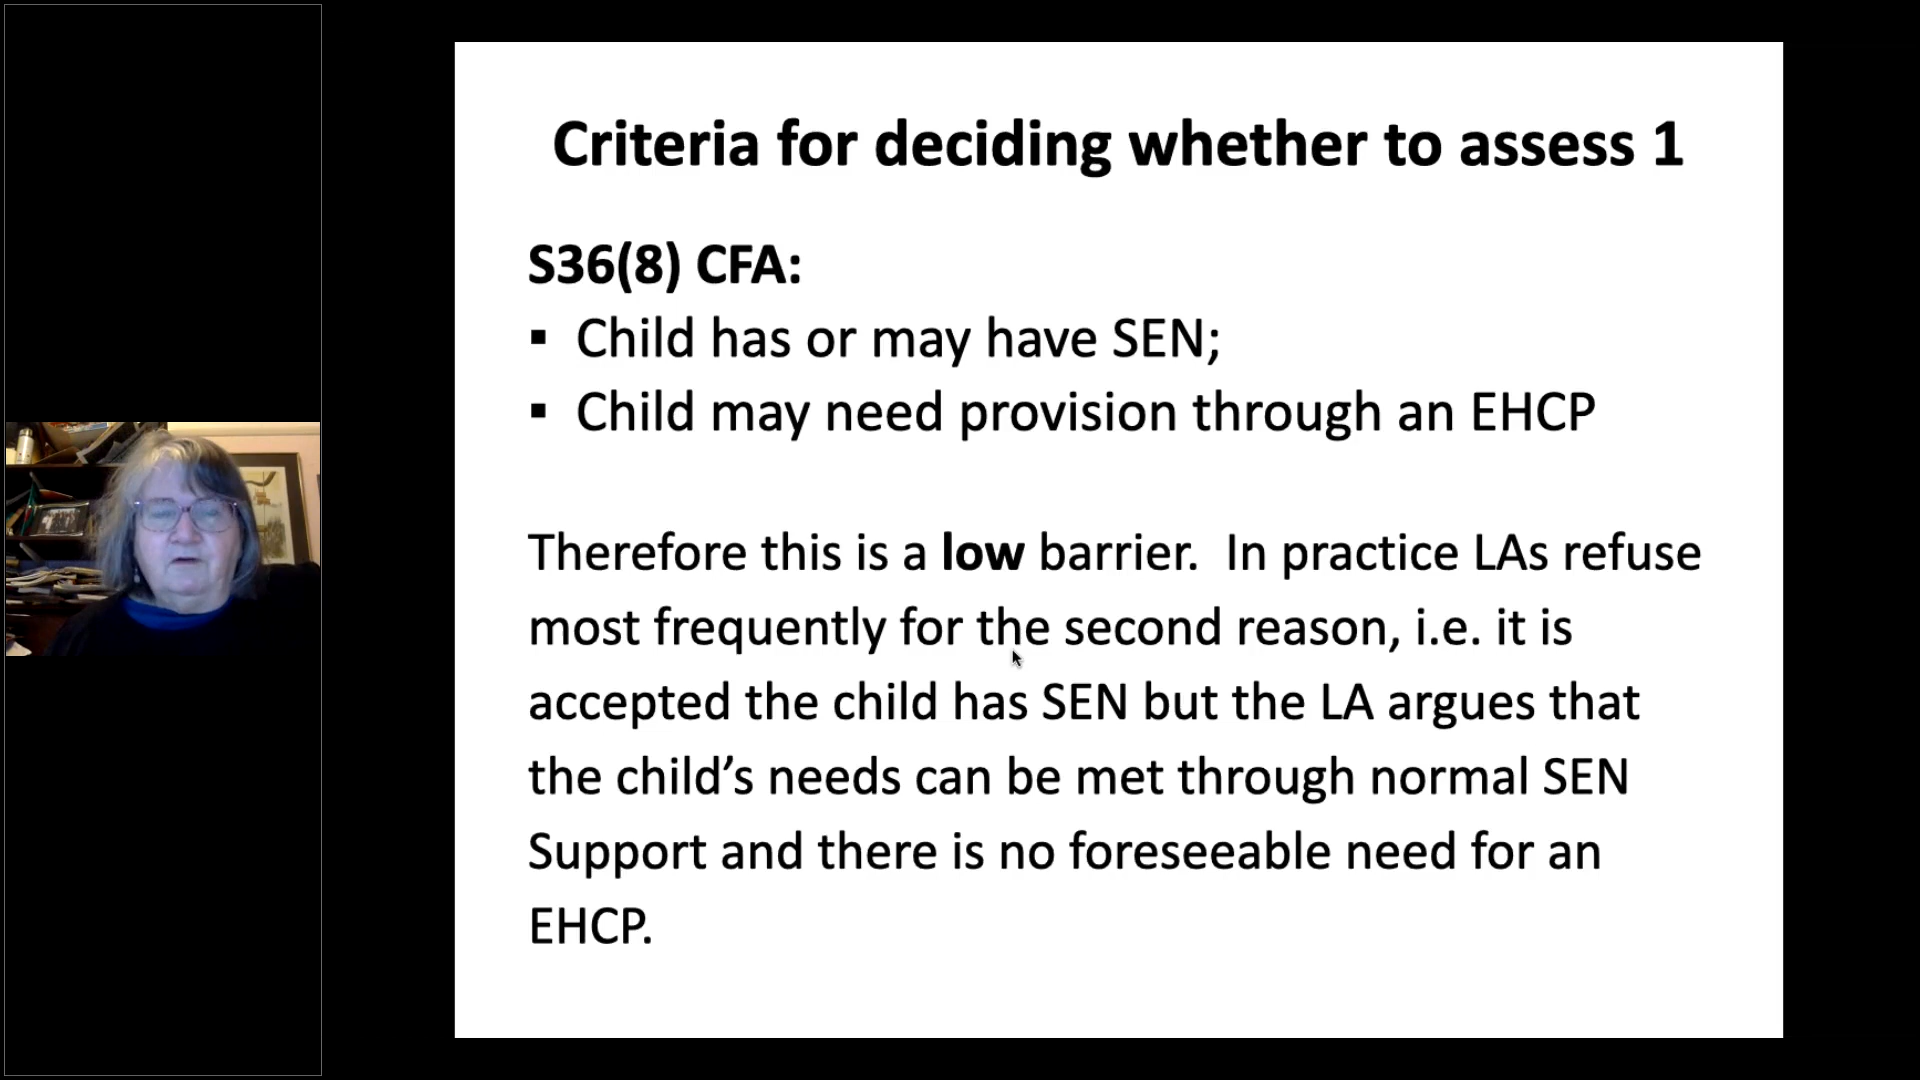 Criteria for deciding whether to assess 1
S36(8) CFA:
▪ Child has or may have SEN;
▪ Child may need provision through an EHCP
Therefore this is a low barrier.  In practice LAs refuse
most frequently for the second reason, i.e. it is
accepted the child has SEN but the LA argues that
the child’s needs can be met through normal SEN
Support and there is no foreseeable need for an
EHCP.